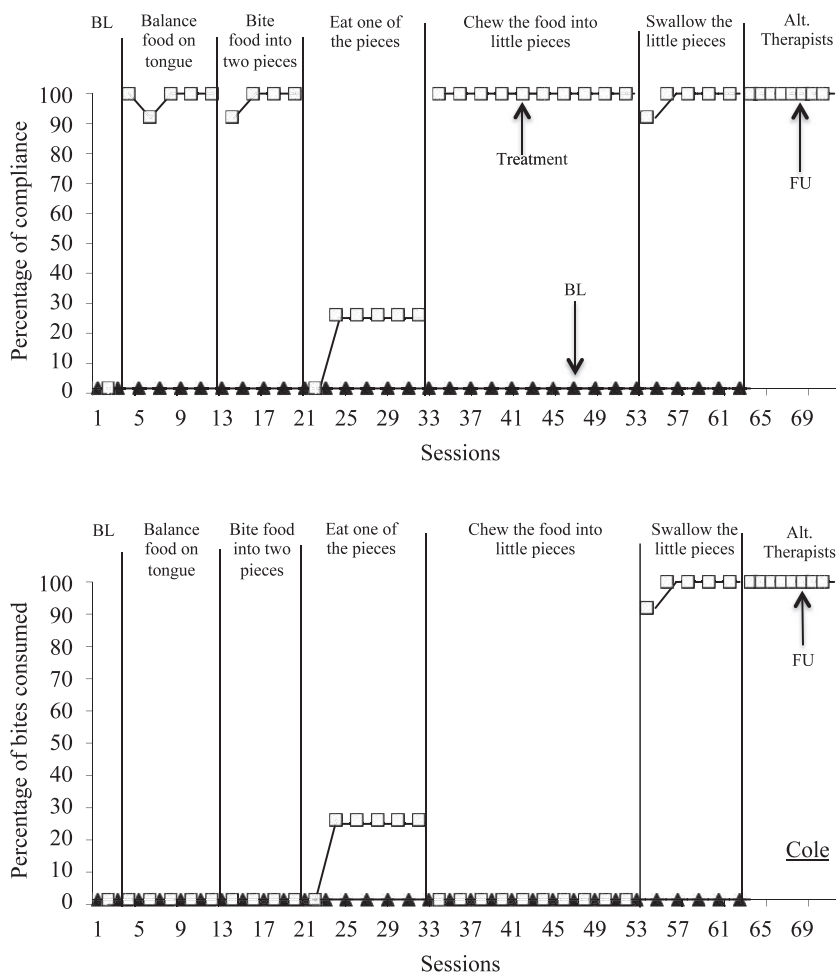 BL
Balance
food on
tongue
Bite
food into
two pieces
Eat one of
the pieces
Chew the food into
little pieces
Swallow the
little pieces
Alt.
Therapists
Percentage of compliance
100
90
80
70
60
50
40
30
20
10
0
Treatment
BL
FU
1 5 9 13 17 21 25 29 33 37 41 45 49 53 57 61 65 69
Sessions
BL
Balance
food on
tongue
Bite food
into two
pieces
Eat one of
the pieces
Chew the food into
little pieces
Swallow the
little pieces
Alt.
Therapists
Percentage of bites consumed
100
90
80
70
60
50
40
30
20
10
0
FU
Cole
1 5 9 13 17 21 25 29 33 37 41 45 49 53 57 61 65 69
Sessions